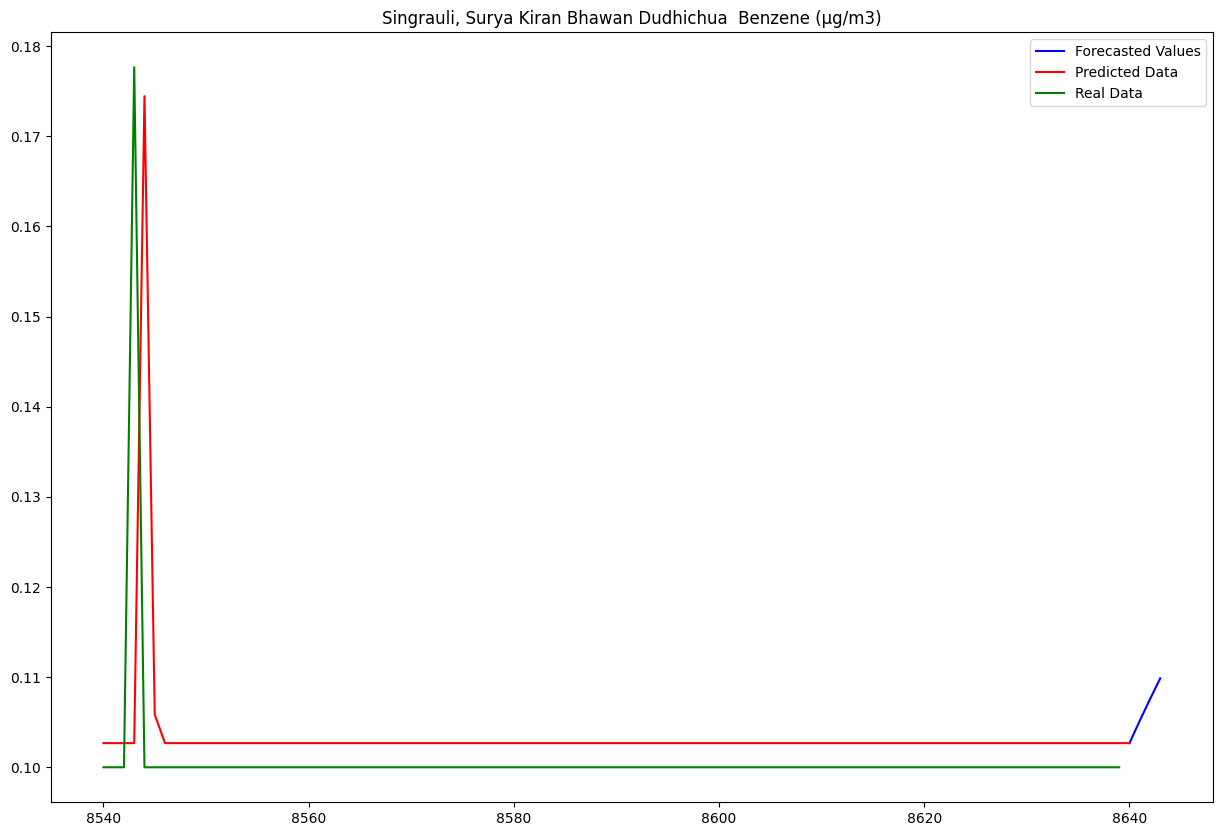 Singrauli, Surya Kiran Bhawan Dudhichua  Benzene (µg/m3)
Forecasted Values
Predicted Data
Real Data
0.18
0.17
0.16
0.15
0.14
0.13
0.12
0.11
0.10
8540 8560 8580 8600 8620 8640